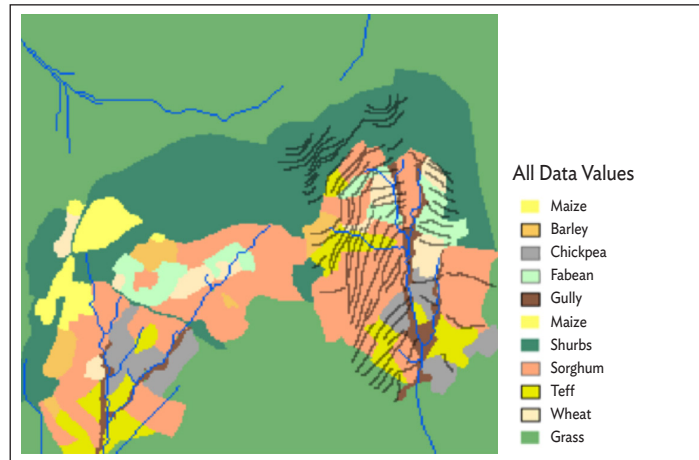 All Data Values
Maize
Barley
Chickpea
Fabean
Gully
Maize
Shurbs
Sorghum
Teff
Wheat
Grass